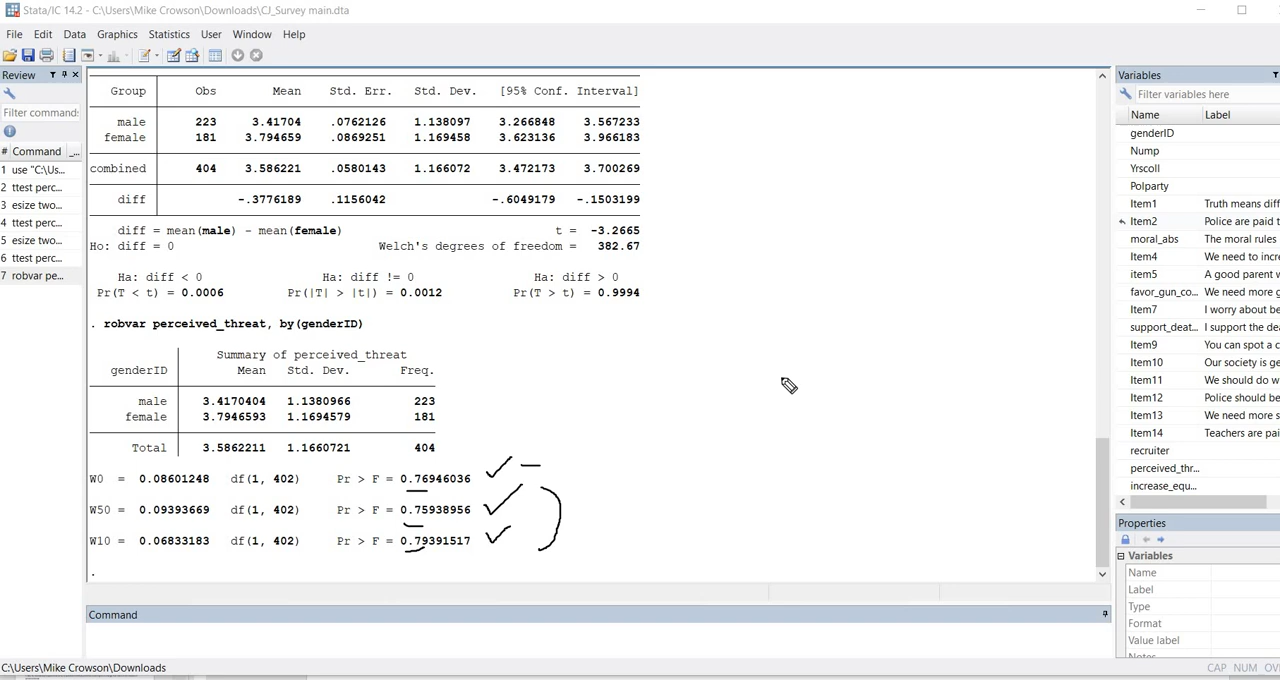 Stata/IC 14.2 - C:\Users\Mike Crowson\Downloads\CJ_Survey main.dta
File Edit Data Graphics Statistics User Window Help
Review
Filter command:
# Command _...
1 use "C:\Us...
2 ttest perc...
3 esize two...
4 ttest perc...
5 esize two...
6 ttest perc...
7 robvar pe...
Group Obs Mean Std. Err. Std. Dev. [95% Conf. Interval]
male 223 3.41704 .0762126 1.138097 3.266848 3.567233
female 181 3.794659 .0869251 1.169458 3.623136 3.966183
combined 404 3.586221 .0580143 1.166072 3.472173 3.700269
diff -.3776189 .1156042 -.6049179 -.1503199
diff = mean(male) - mean(female) t = -3.2665
Ho: diff = 0 Welch's degrees of freedom = 382.67
Ha: diff < 0 Ha: diff != 0 Ha: diff > 0
Pr(T < t) = 0.0006 Pr(|T| > |t|) = 0.0012 Pr(T > t) = 0.9994
. robvar perceived_threat, by(genderID)
Summary of perceived_threat
genderID Mean Std. Dev. Freq.
male 3.4170404 1.1380966 223
female 3.7946593 1.1694579 181
Total 3.5862211 1.1660721 404
W0 = 0.08601248 df(1, 402) Pr > F = 0.76946036
W50 = 0.09393669 df(1, 402) Pr > F = 0.75938956
W10 = 0.06833183 df(1, 402) Pr > F = 0.79391517
.
Command
C:\Users\Mike Crowson\Downloads
Variables
Filter variables here
Name Label
genderID
Nump
Yrscoll
Polparty
Item1 Truth means diff
Item2 Police are paid t
moral_abs The moral rules
Item4 We need to incre
item5 A good parent w
favor_gun_co... We need more g
Item7 I worry about be
support_deat... I support the dea
Item9 You can spot a c
Item10 Our society is ge
Item11 We should do w
Item12 Police should be
Item13 We need more s
Item14 Teachers are paid
recruiter
perceived_thr...
increase_equ...
Properties
Variables
Name
Label
Type
Format
Value label
CAP NUM OV